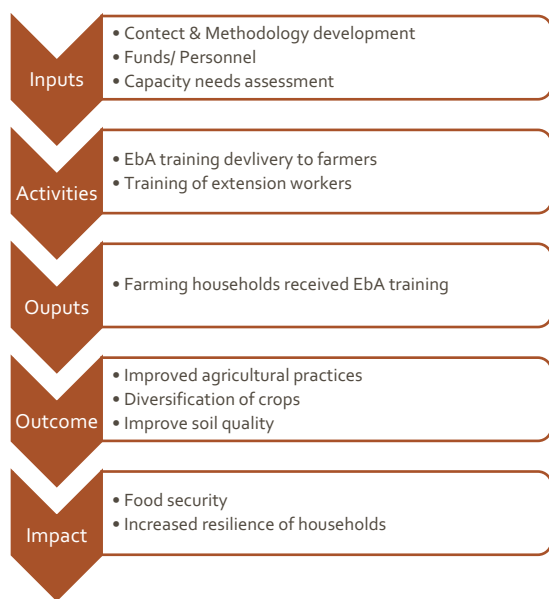 Inputs
• Contect & Methodology development
• Funds/ Personnel
• Capacity needs assessment
Activities
• EbA training devlivery to farmers
• Training of extension workers
Ouputs
• Farming households received EbA training
Outcome
• Improved agricultural practices
• Diversification of crops
• Improve soil quality
Impact
• Food security
• Increased resilience of households